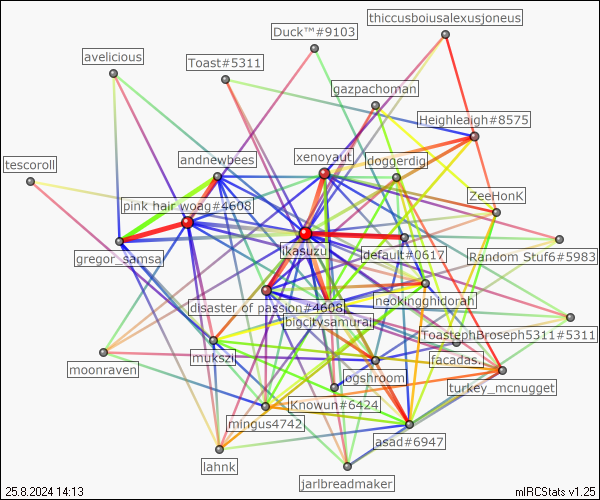 thiccusboiusalexusjoneus
Duck™#9103
avelicious
Toast#5311
gazpachoman
Heighleigh#8575
andnewbees
xenoyaut
doggerdig
tescoroll
ZeeHonK
pink hair woag#4608
ikasuzu
default#0617
gregor_samsa
Random Stuf6#5983
disaster of passion#4608
neokingghidorah
bigcitysamurai
ToastephBroseph5311#5311
mukszi
facadas.
moonraven
ogshroom
turkey_mcnugget
Knowun#6424
mingus4742
asad#6947
lahnk
jarlbreadmaker
25.8.2024 14:13
mIRCStats v1.25